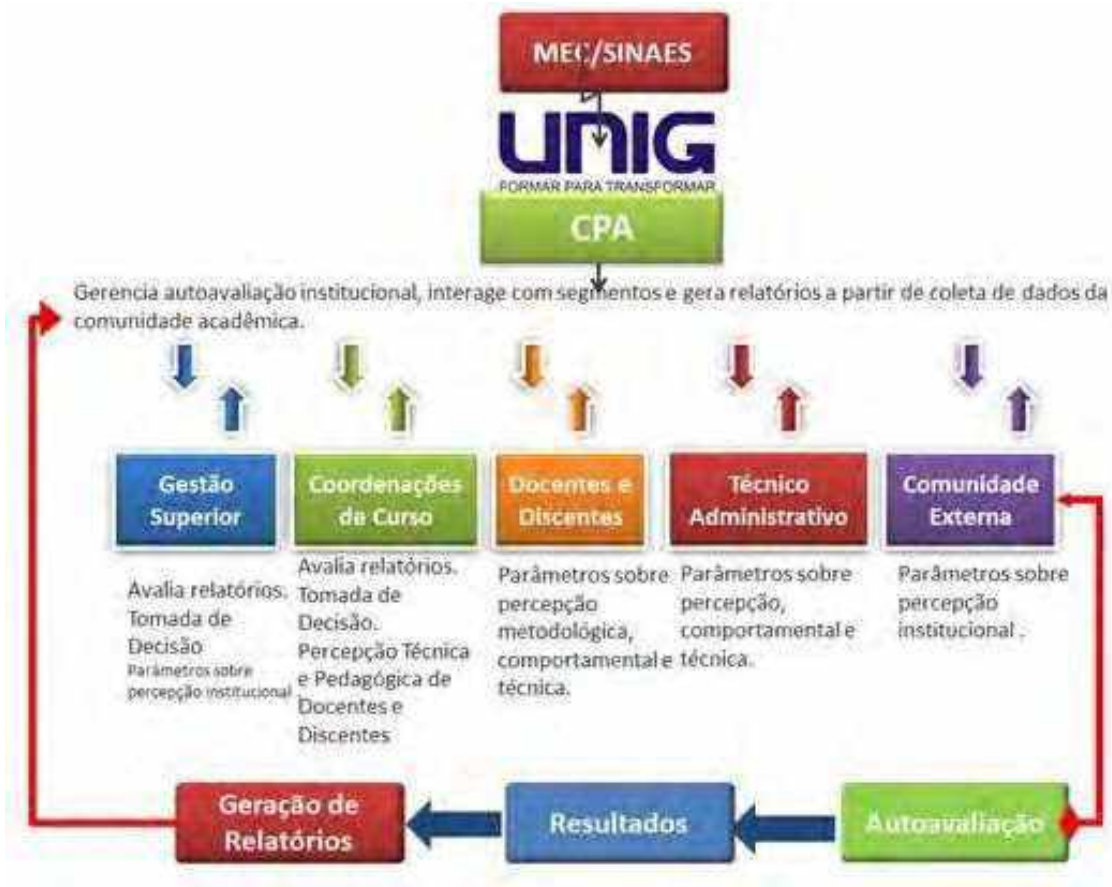 MEC/SINAES
UNIG
FORMAR PARA TRANSFORMAR
CPA
Gerencia autoavaliação institucional, interage com segmentos e gera relatórios a partir de coleta de dados da
comunidade acadêmica.
Gestão
Superior
Avalia relatórios.
Tomada de
Decisão
Parâmetros sobre
percepção institucional
Coordenações
de Curso
Avalia relatórios.
Tomada de
Decisão.
Percepção Técnica
e Pedagógica de
Docentes e
Discentes
Docentes e
Discentes
Parâmetros sobre
percepção
metodológica,
comportamental e
técnica.
Técnico
Administrativo
Parâmetros sobre
percepção,
comportamental e
técnica.
Comunidade
Externa
Parâmetros sobre
percepção
institucional .
Geração de
Relatórios
Resultados
Autoavaliação